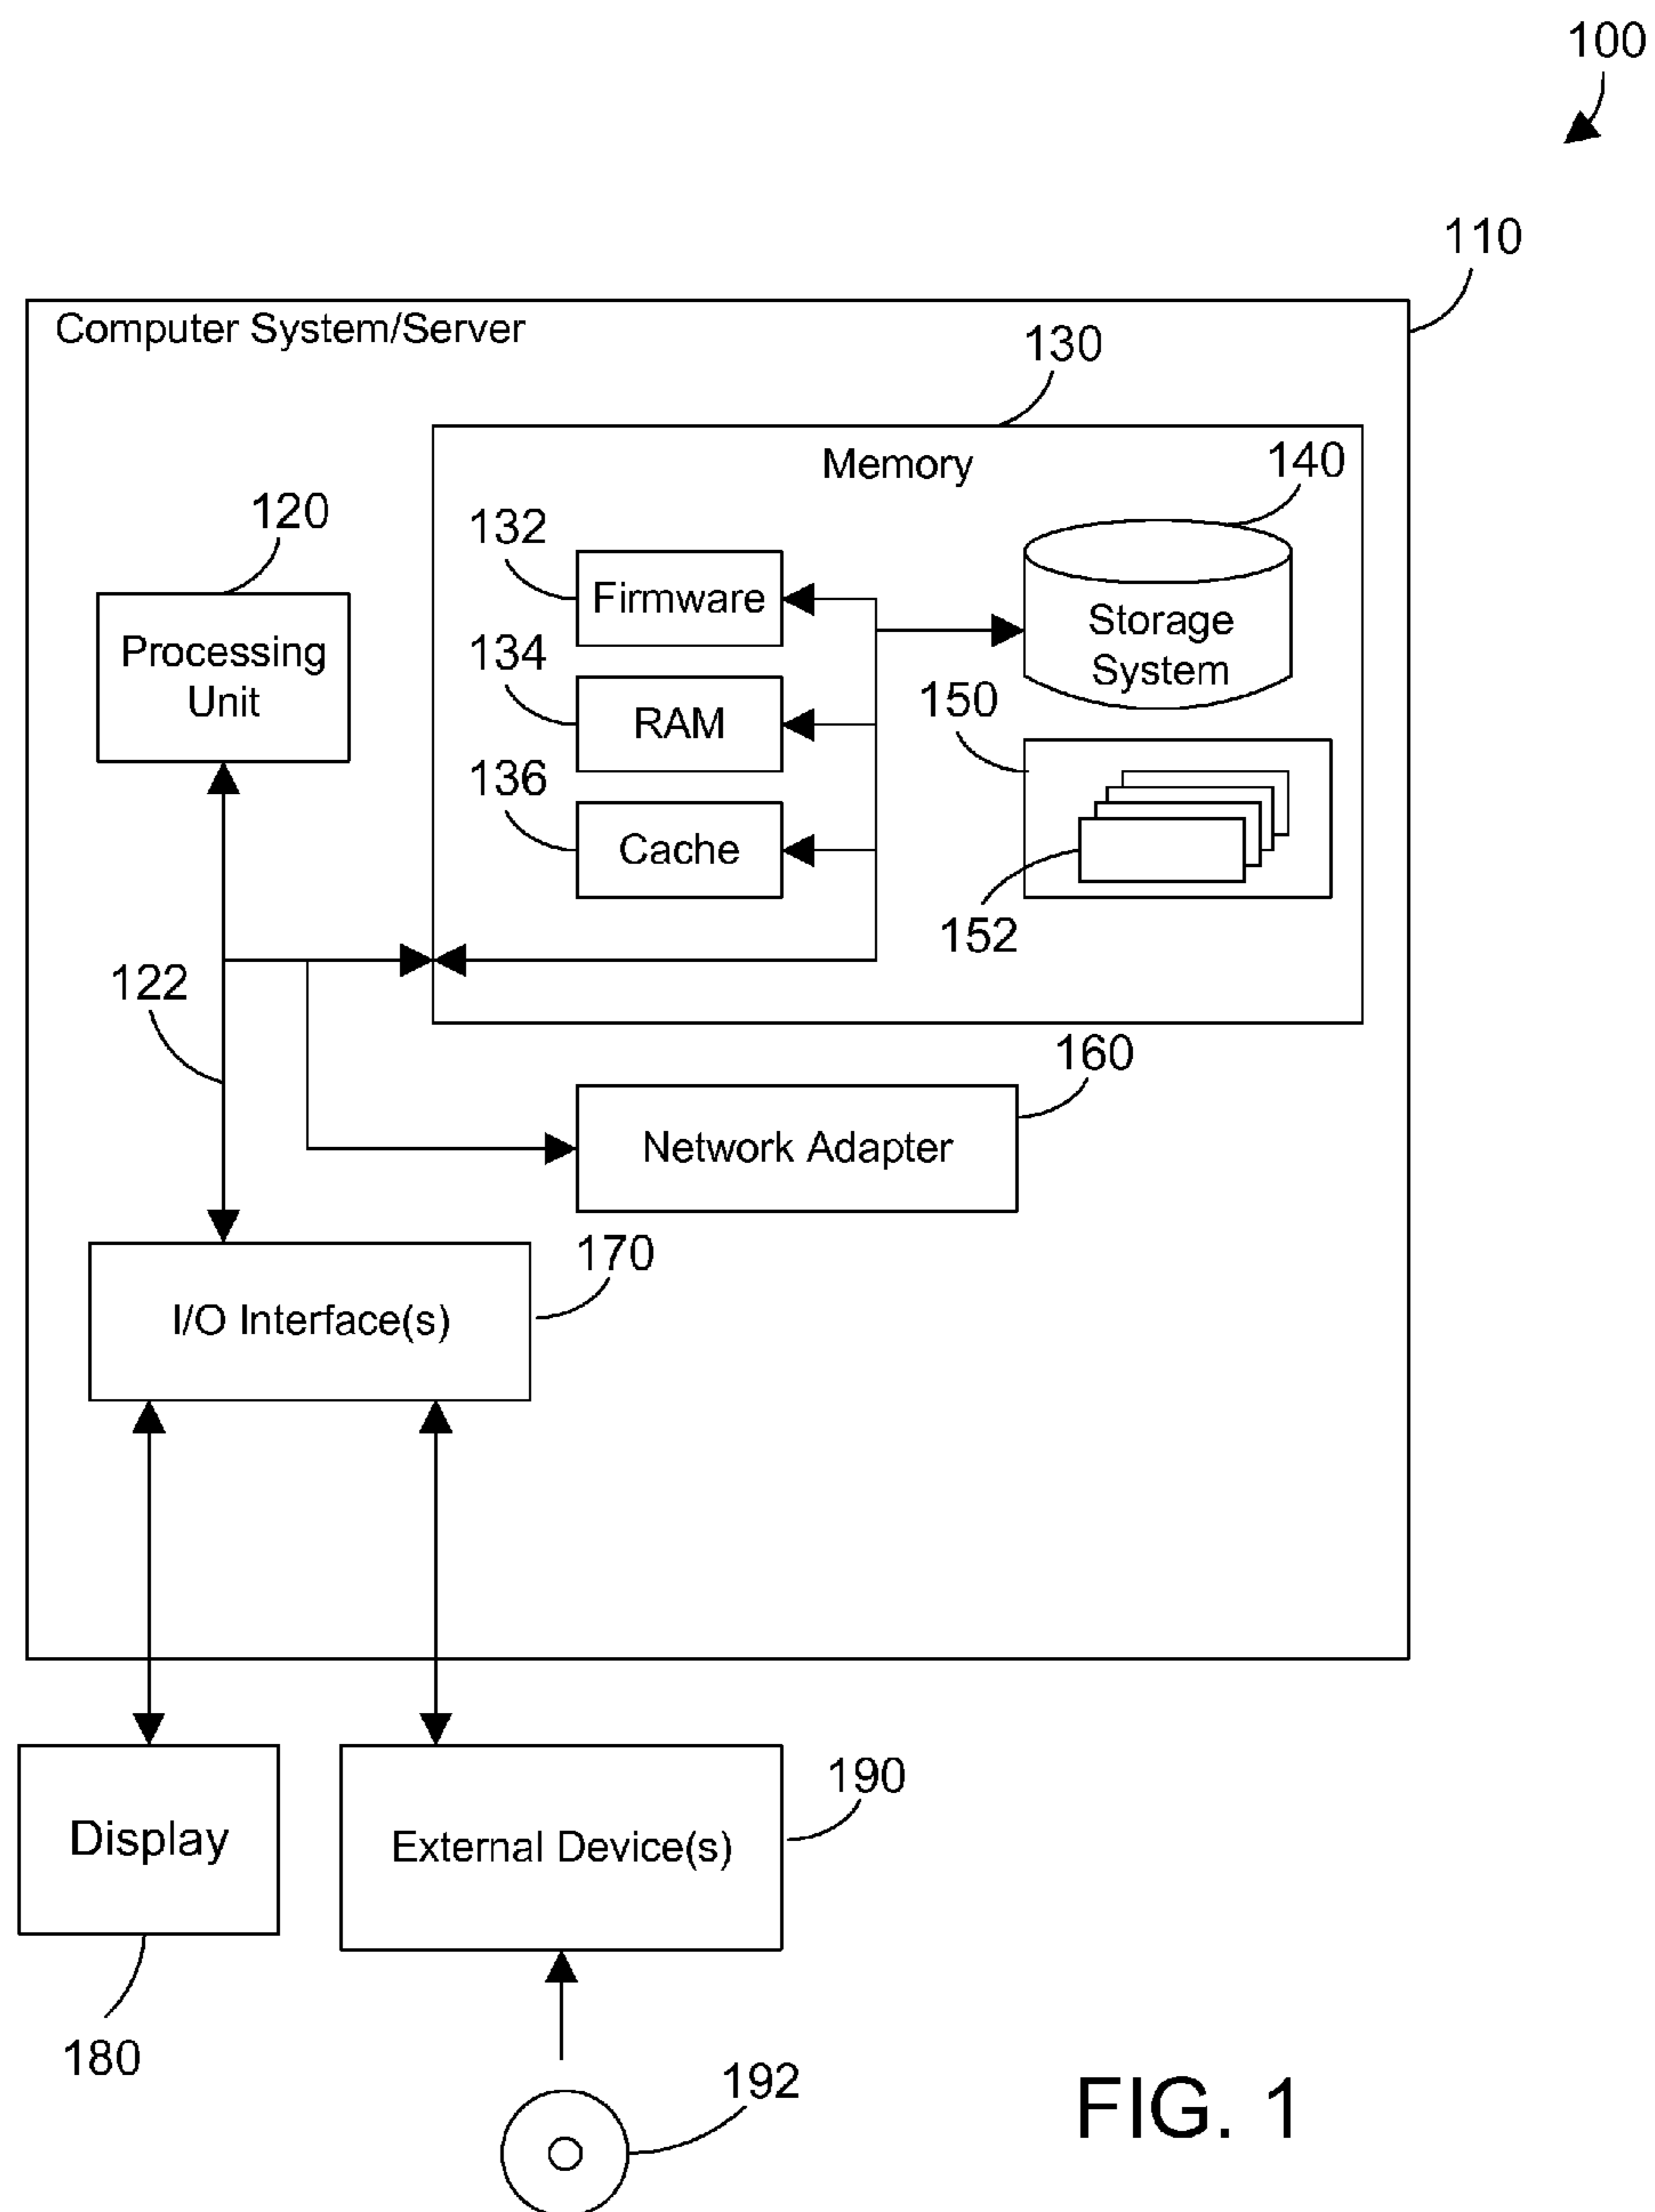 100
110
Computer System/Server
130
Memory
140
120
132
Firmware
Storage
System
Processing
Unit
134
RAM
150
136
Cache
152
122
160
Network Adapter
170
I/O Interface(s)
190
Display
External Device(s)
180
192
FIG. 1